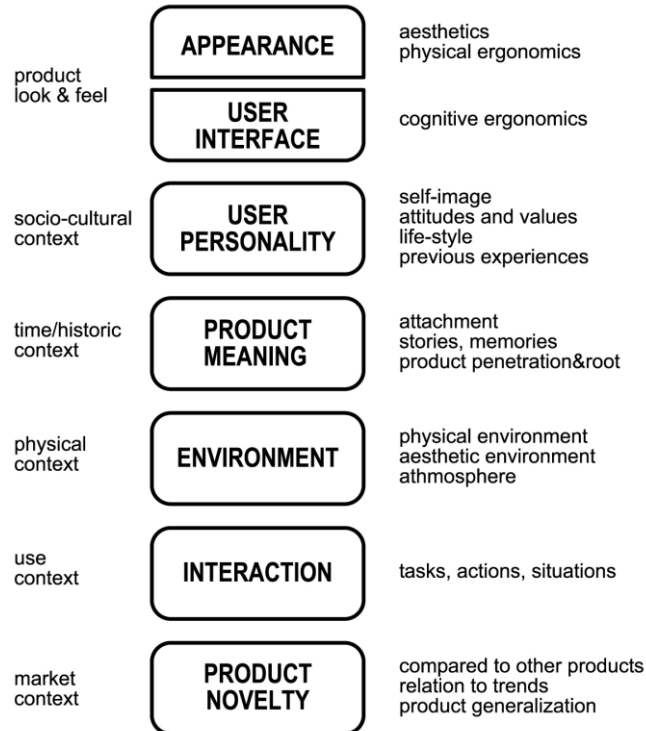 product
look & feel
APPEARANCE
aesthetics
physical ergonomics
USER
INTERFACE
cognitive ergonomics
socio-cultural
context
USER
PERSONALITY
self-image
attitudes and values
life-style
previous experiences
time/historic
context
PRODUCT
MEANING
attachment
stories, memories
product penetration&root
physical
context
ENVIRONMENT
physical environment
aesthetic environment
athmosphere
use
context
INTERACTION
tasks, actions, situations
market
context
PRODUCT
NOVELTY
compared to other products
relation to trends
product generalization